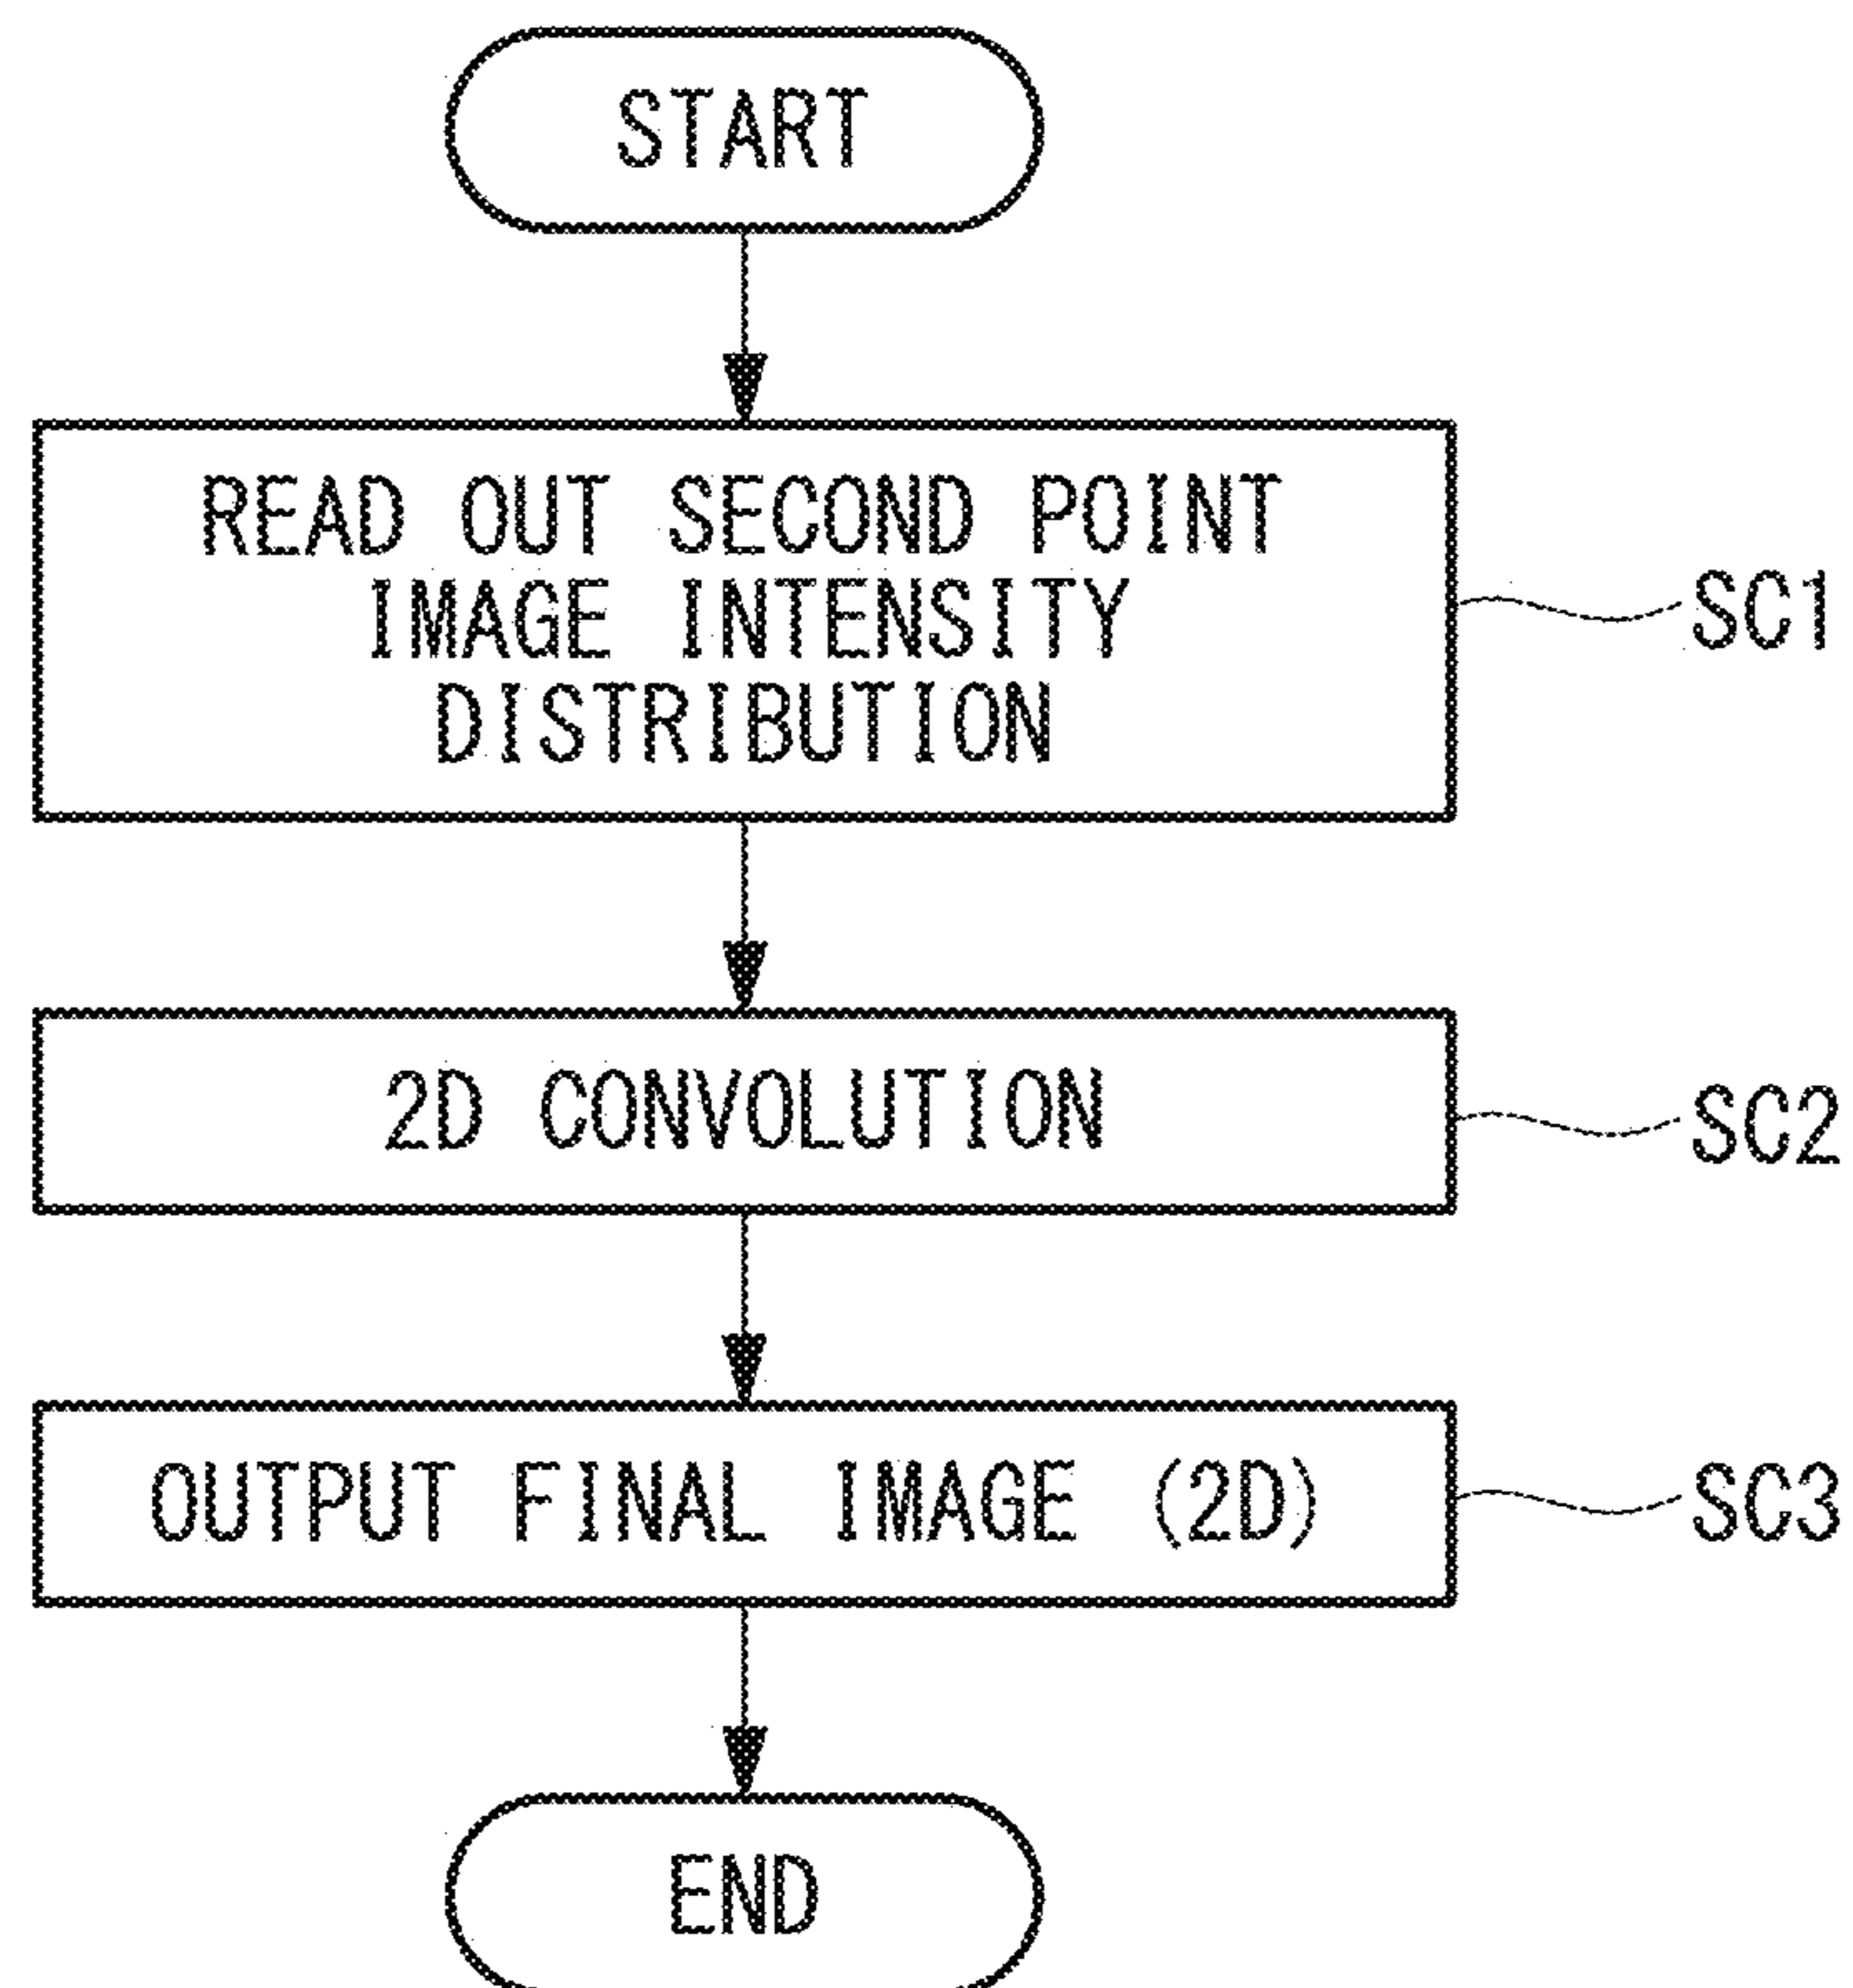 START
READ OUT SECOND POINT
IMAGE INTENSITY
DISTRIBUTION
SC1
2D CONVOLUTION
SC2
OUTPUT FINAL IMAGE (2D)
SC3
END